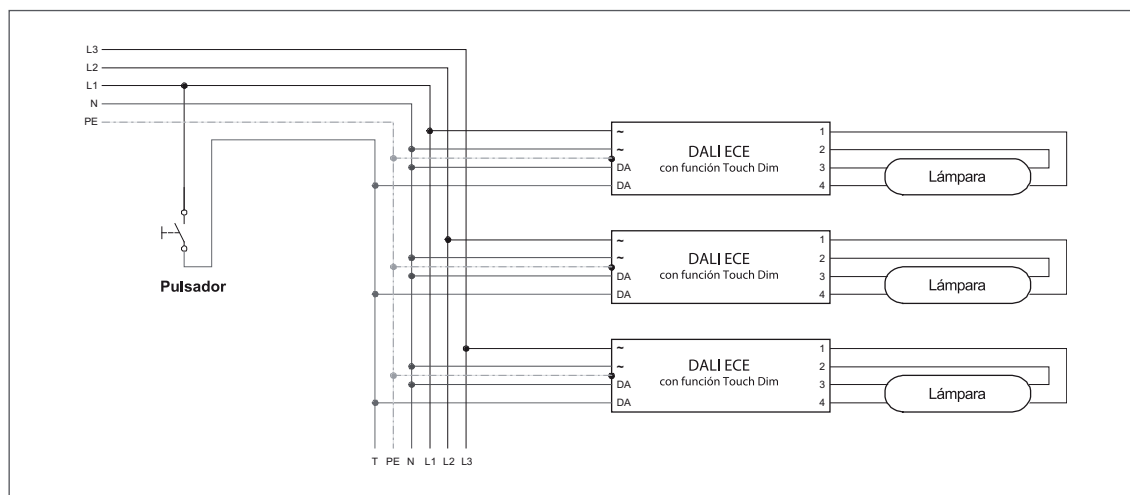 L3
L2
L1
N
PE
~
~
DA
DA
DALI ECE
con función Touch Dim
1
2
3
4
Lámpara
~
~
DA
DA
DALI ECE
con función Touch Dim
1
2
3
4
Lámpara
Pulsador
~
~
DA
DA
DALI ECE
con función Touch Dim
1
2
3
4
Lámpara
T PE N L1 L2 L3